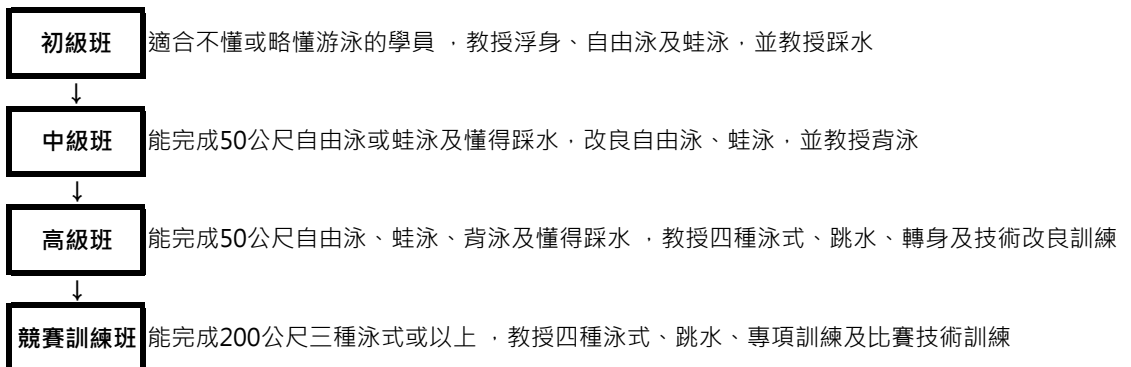 初級班 適合不懂或略懂游泳的學員 ，教授浮身、自由泳及蛙泳，並教授踩水
↓
中級班 能完成50公尺自由泳或蛙泳及懂得踩水，改良自由泳、蛙泳，並教授背泳
↓
高級班 能完成50公尺自由泳、蛙泳、背泳及懂得踩水 ，教授四種泳式、跳水、轉身及技術改良訓練
↓
競賽訓練班 能完成200公尺三種泳式或以上 ，教授四種泳式、跳水、專項訓練及比賽技術訓練